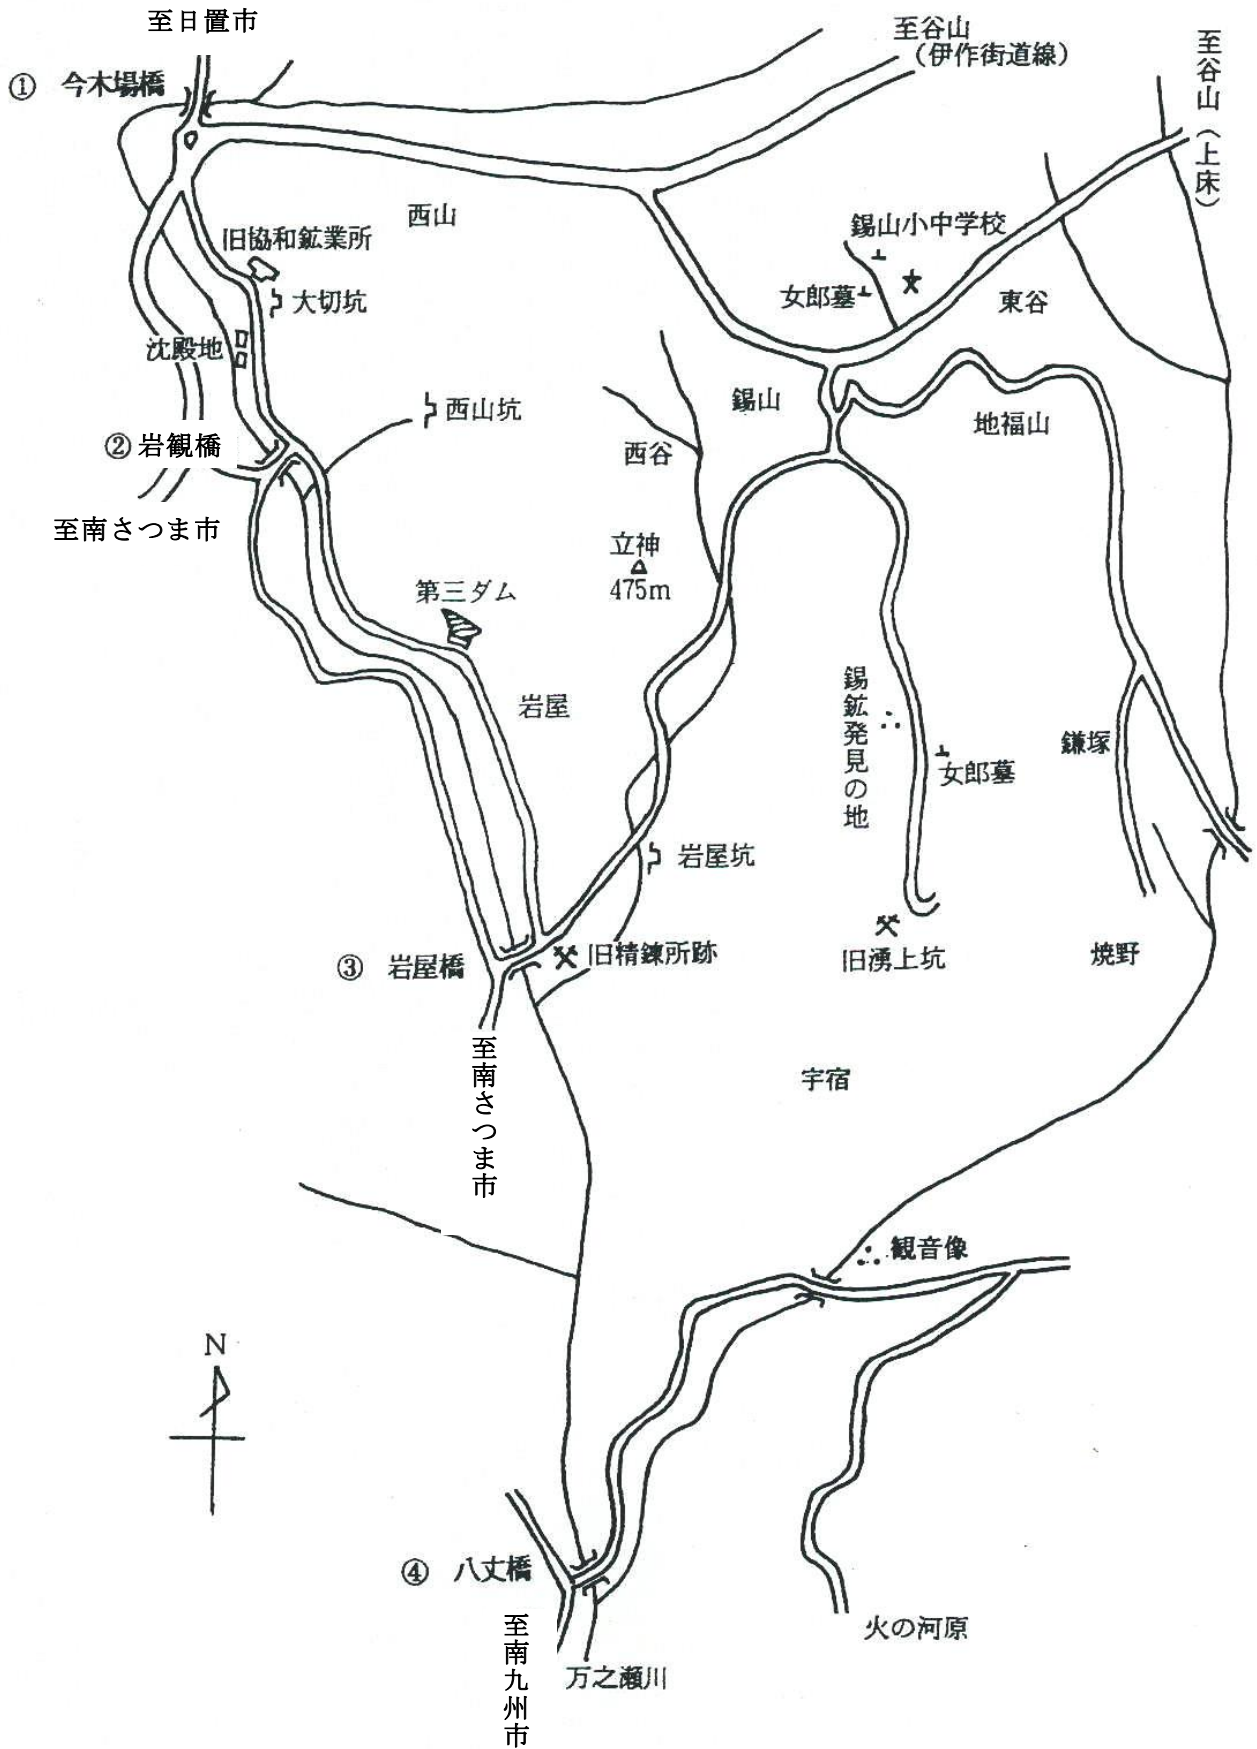 至日置市
至谷山
（伊作街道線）
至谷山（上床）
① 今木場橋
西山
錫山小中学校
旧協和鉱業所
女郎墓
東谷
大切坑
沈殿地
錫山
西山坑
地福山
② 岩観橋
西谷
至南さつま市
立神
475m
第三ダム
岩屋
錫鉱発見の地
鎌塚
女郎墓
岩屋坑
③ 岩屋橋
旧精錬所跡
旧湧上坑
焼野
至南さつま市
宇宿
観音像
N
④ 八丈橋
至南九州市
火の河原
万之瀬川